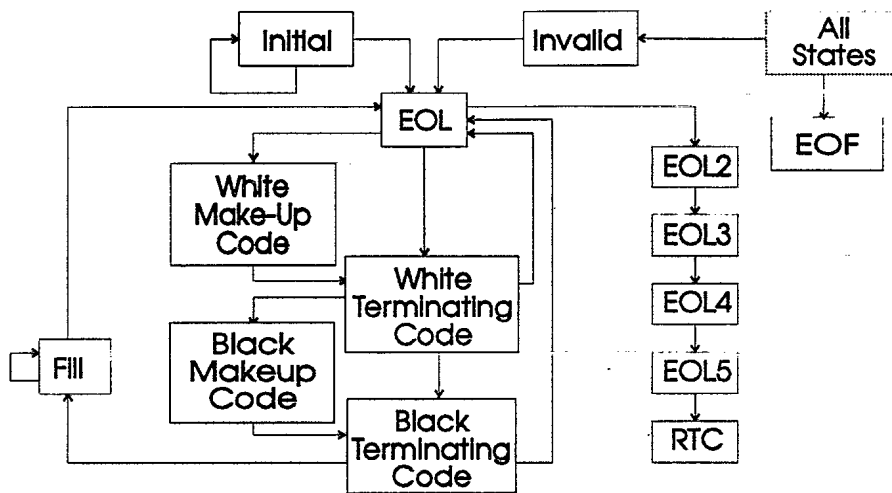 Initial
Invalid
All
States
EOL
EOF
EOL2
White
Make-Up
Code
EOL3
White
Terminating
Code
EOL4
Black
Makeup
Code
Fill
EOL5
Black
Terminating
Code
RTC